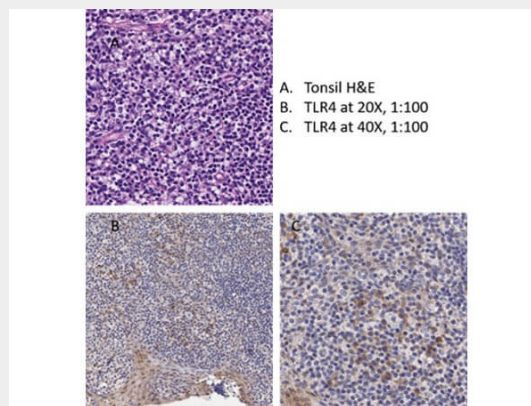 A
A. Tonsil H&E
B. TLR4 at 20X, 1:100
C. TLR4 at 40X, 1:100
B
C